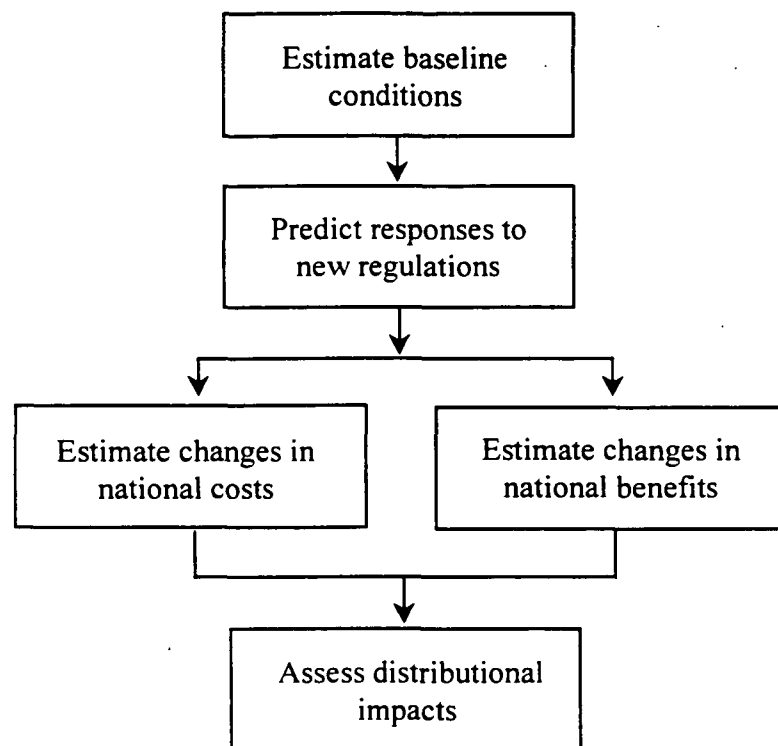 Estimate baseline
conditions
Predict responses to
new regulations
Estimate changes in
national costs
Estimate changes in
national benefits
Assess distributional
impacts